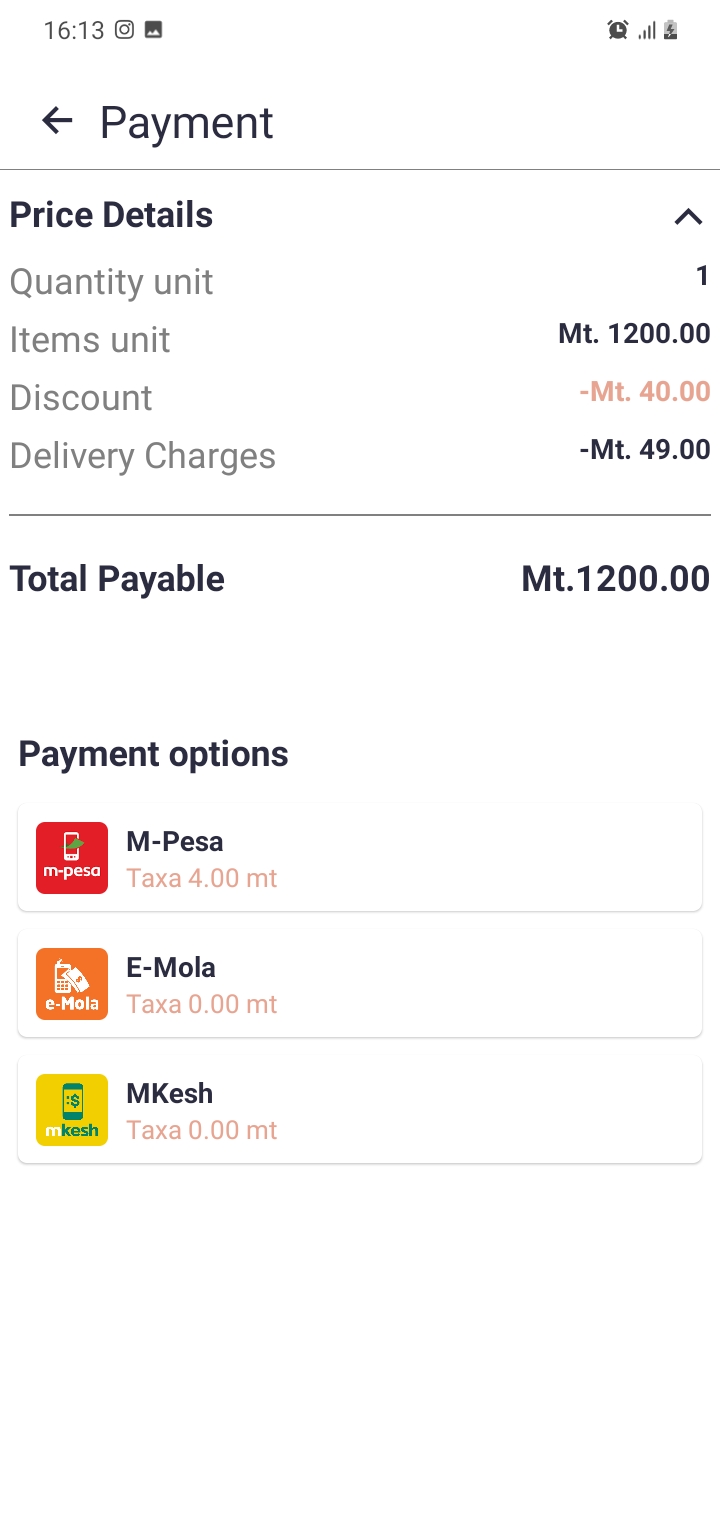 16:13
Payment
Price Details
Quantity unit 1
Items unit Mt. 1200.00
Discount -Mt. 40.00
Delivery Charges -Mt. 49.00
Total Payable Mt.1200.00
Payment options
m-pesa
M-Pesa
Taxa 4.00 mt
e-Mola
E-Mola
Taxa 0.00 mt
:$
mkesh
MKesh
Taxa 0.00 mt